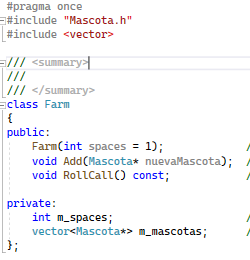 #pragma once
#include "Mascota.h"
#include <vector>
/// <summary>
///
/// </summary>
class Farm
{
public:
Farm(int spaces = 1); /
void Add(Mascota* nuevaMascota); /
void RollCall() const; /
private:
int m_spaces; /
vector<Mascota*> m_mascotas; /
};